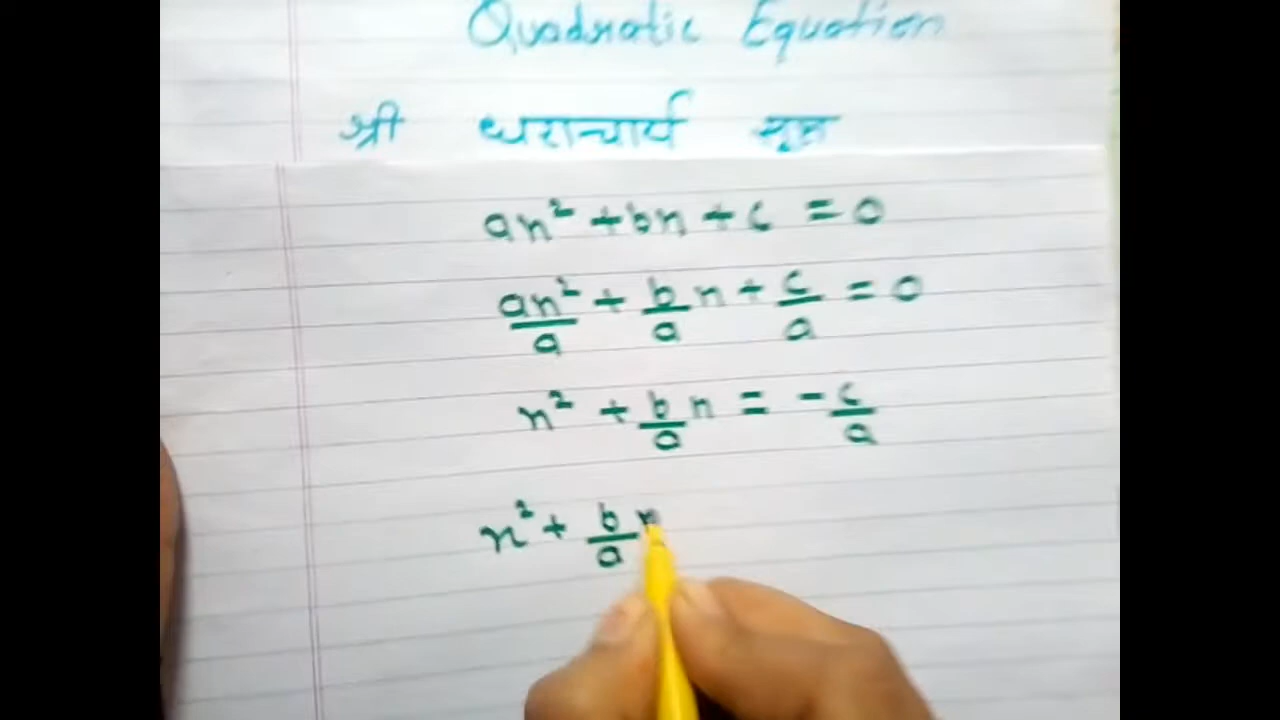 Quadratic Equation
श्री धराचार्य सूत्र
ax² + bx + c = 0
ax²/a + b/a x + c/a = 0
x² + b/a x = - c/a
x² + b/a x